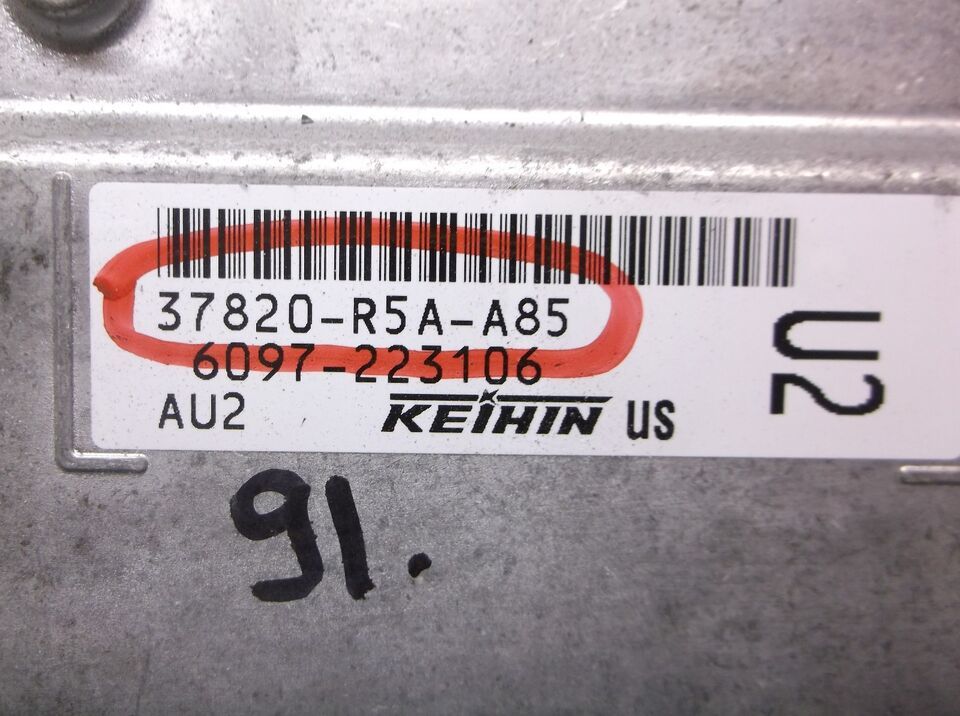 37820-R5A-A85
6097-223106
AU2 KEIHIN US
U2
91.